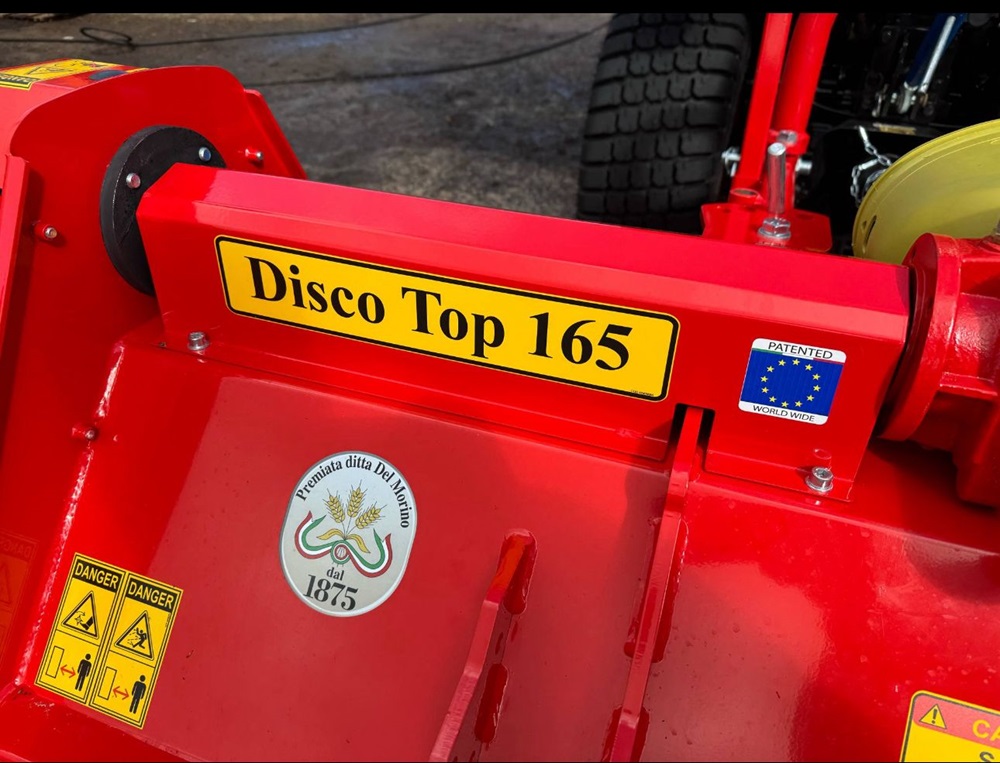 Disco Top 165
PATENTED
WORLD WIDE
Premiata ditta Del Morino
dal
1875
DANGER
DANGER